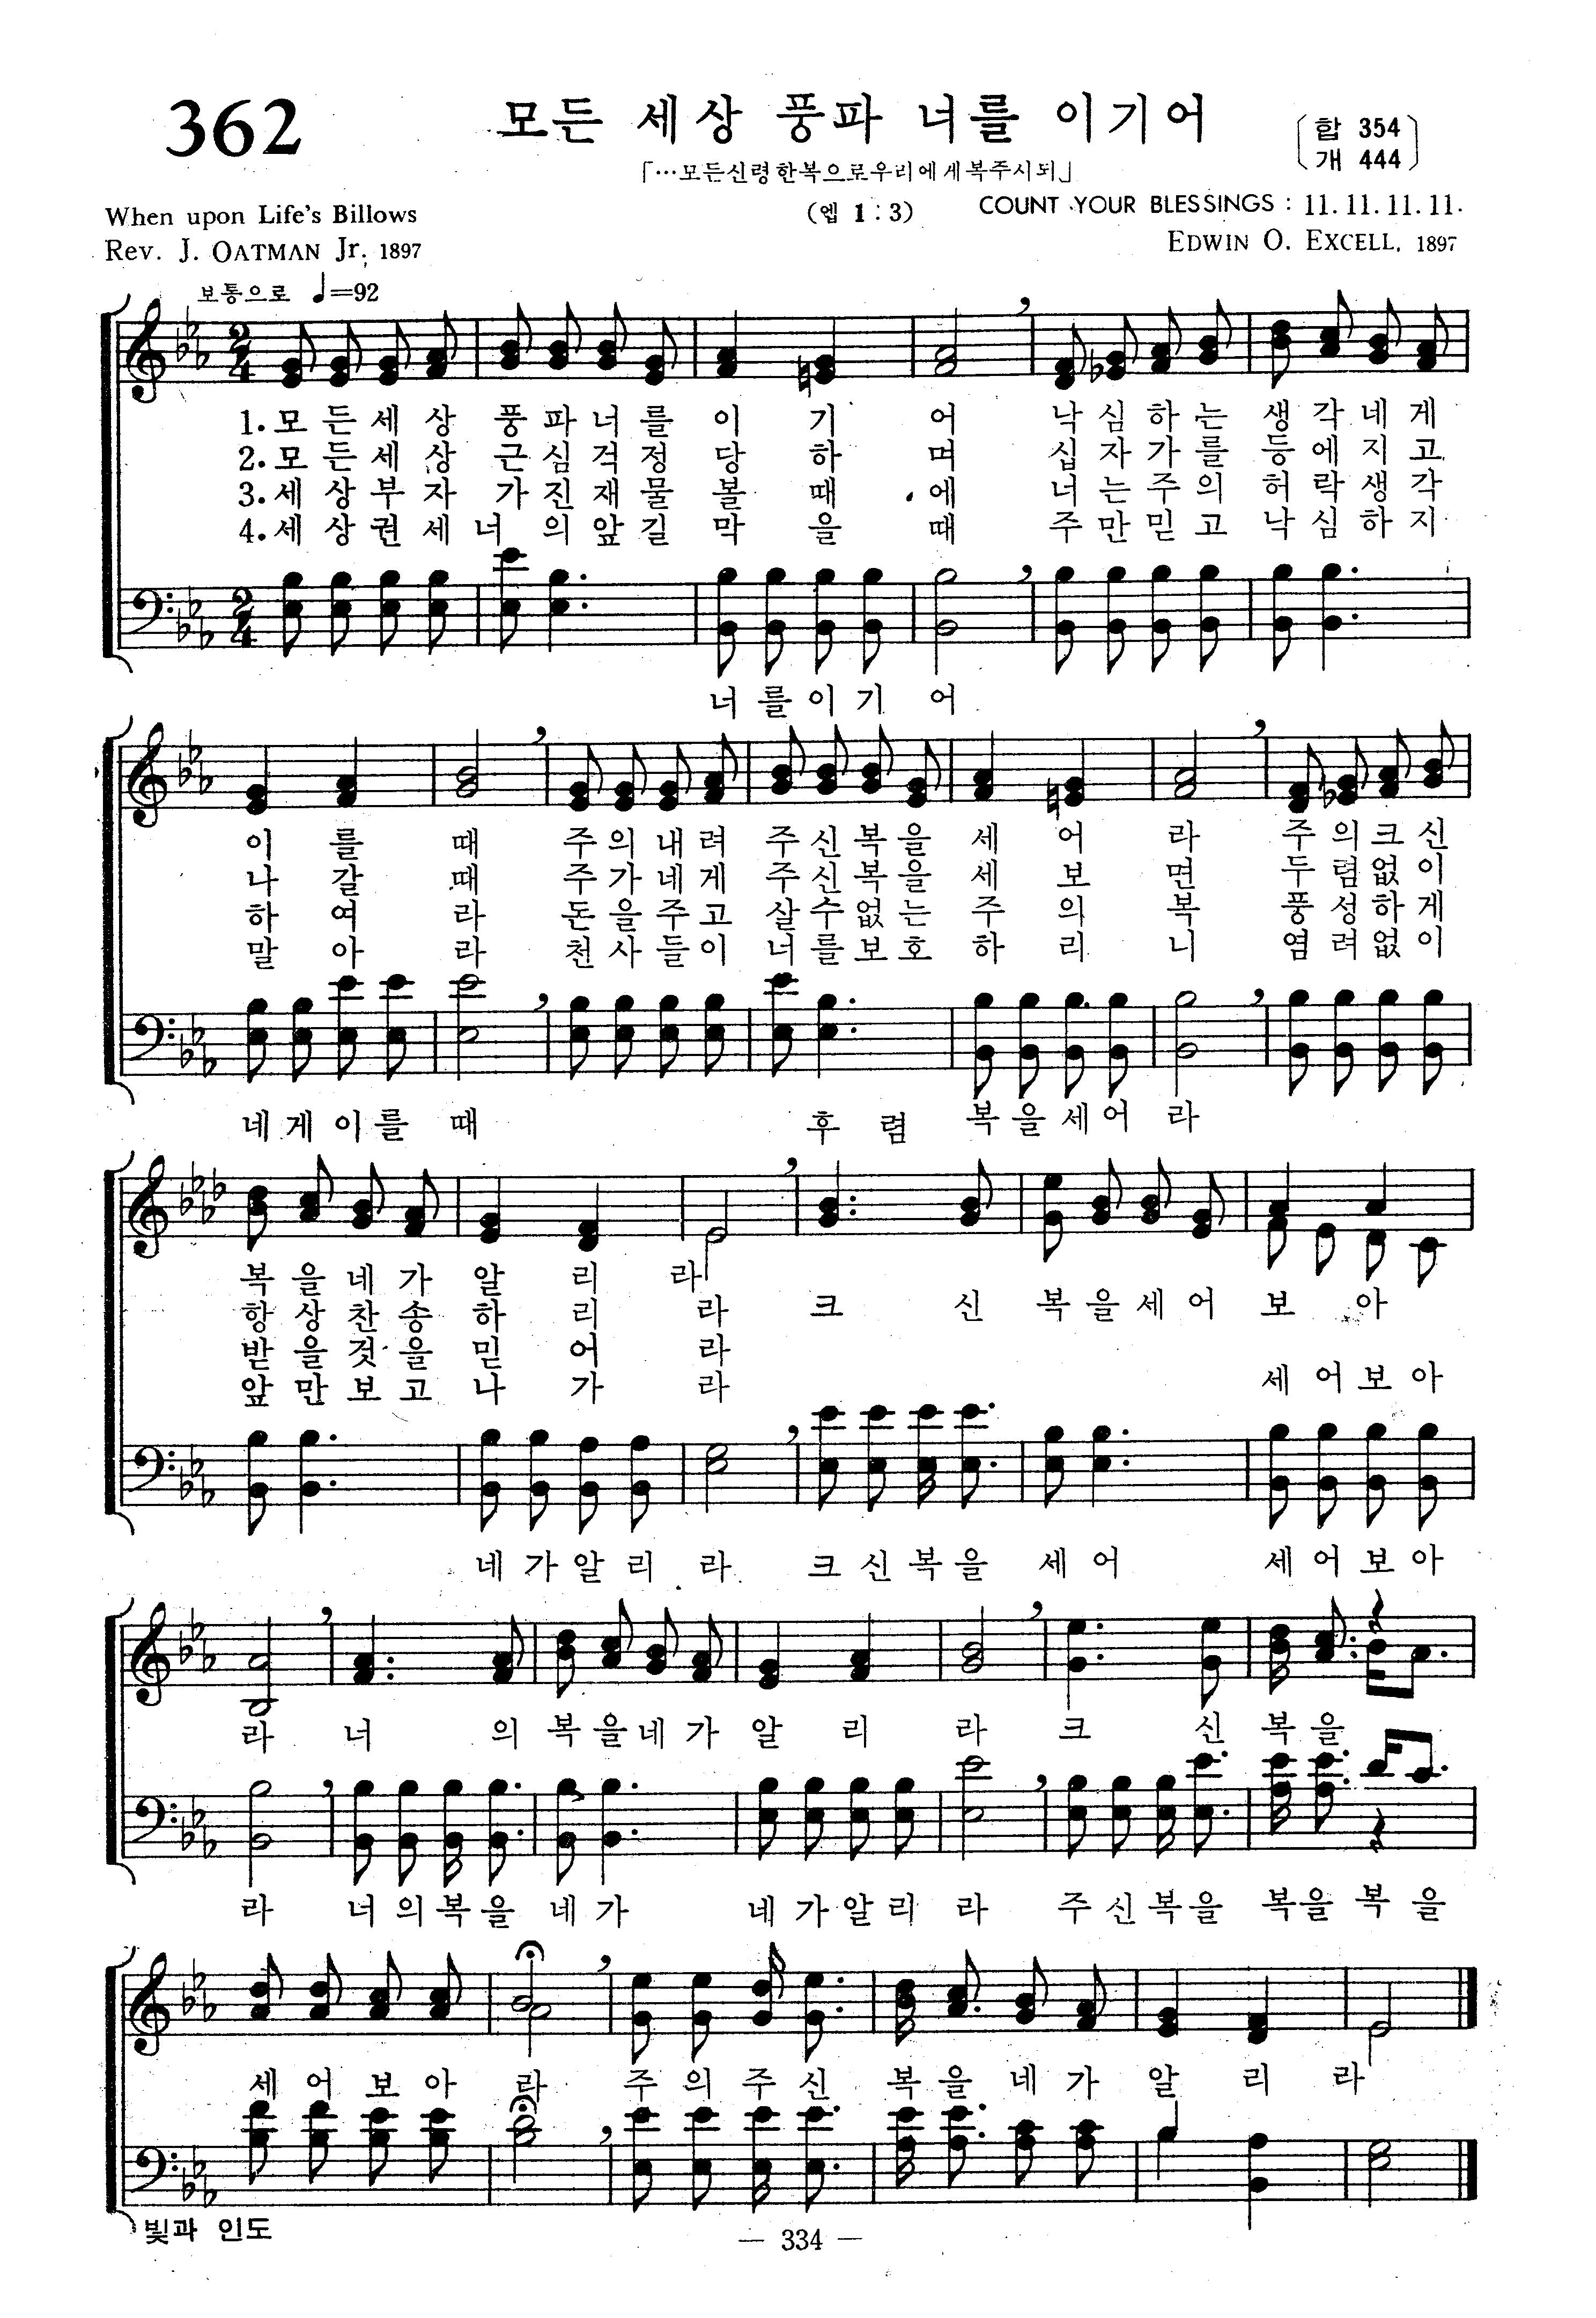 362
모든 세상 풍파 너를 이기어
〔합 354〕
〔개 444〕
「…모든신령한복으로우리에게복주시되」
(엡 1 : 3)
When upon Life's Billows
COUNT YOUR BLESSINGS : 11. 11. 11. 11.
Rev. J. OATMAN Jr. 1897
EDWIN O. EXCELL, 1897
보통으로 ♩=92
1. 모든세상 풍파너를 이 기 어 낙심하는 생각네게
2. 모든세상 근심걱정 당 하 며 십자가를 등에지고
3. 세상부자 가진재물 볼 때 에 너는주의 허락생각
4. 세상권세 너의앞길 막 을 때 주만믿고 낙심하지
너를이기 어
이 를 때 주의내려 주신복을 세 어 라 주의크신
나 갈 때 주가네게 주신복을 세 보 면 두렴없이
하 여 라 돈을주고 살수없는 주 의 복 풍성하게
말 아 라 천사들이 너를보호 하 리 니 염려없이
네게이를 때 후 렴 복을세어 라
복을네가 알 리 라
항상찬송 하 리 라 크 신 복을세어 보 아
받을것을 믿 어 라
앞만보고 나 가 라 세어보아
네가알리 라 크신복을 세어 세어보아
라 너 의 복을네가 알 리 라 크 신 복을
라 너의복을 네가 네가알리 라 주신복을 복을복을
세어보아 라 주의주신 복을네가 알 리 라
빛과 인도
— 334 —